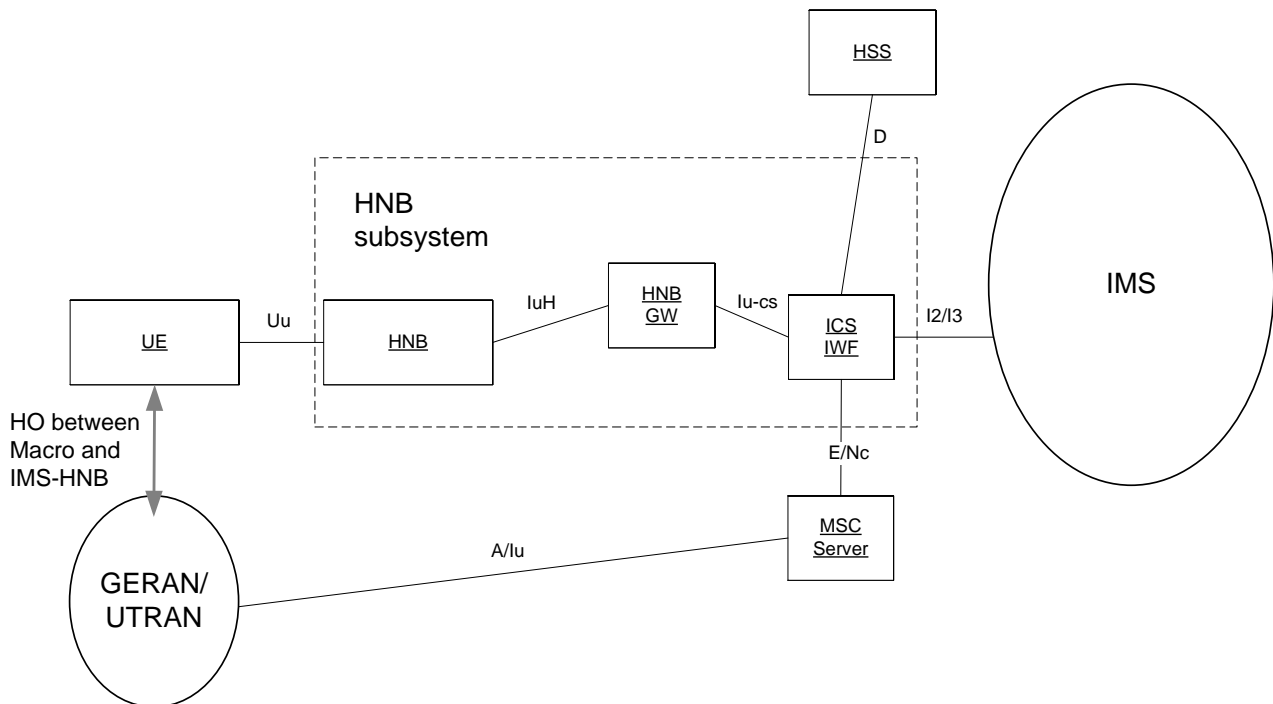 HSS
D
HNB
subsystem
IMS
HNB
GW
IuH
Iu-cs
Uu
ICS
IWF
I2/I3
UE
HNB
HO between
Macro and
IMS-HNB
E/Nc
MSC
Server
A/Iu
GERAN/
UTRAN